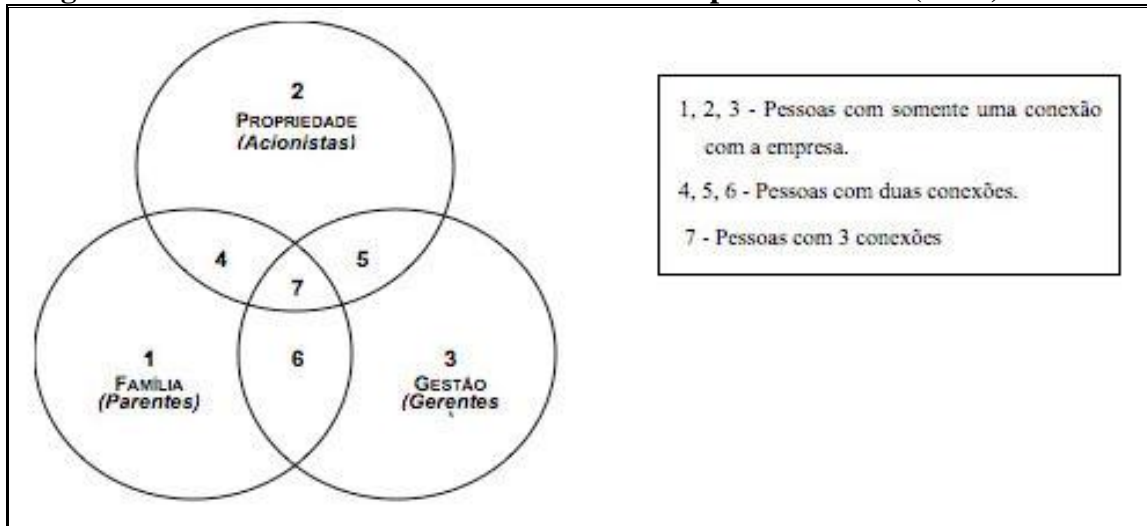 2
PROPRIEDADE
(Acionistas)
4
5
7
1
FAMÍLIA
(Parentes)
6
3
GESTÃO
(Gerentes
1, 2, 3 - Pessoas com somente uma conexão
com a empresa.
4, 5, 6 - Pessoas com duas conexões.
7 - Pessoas com 3 conexões